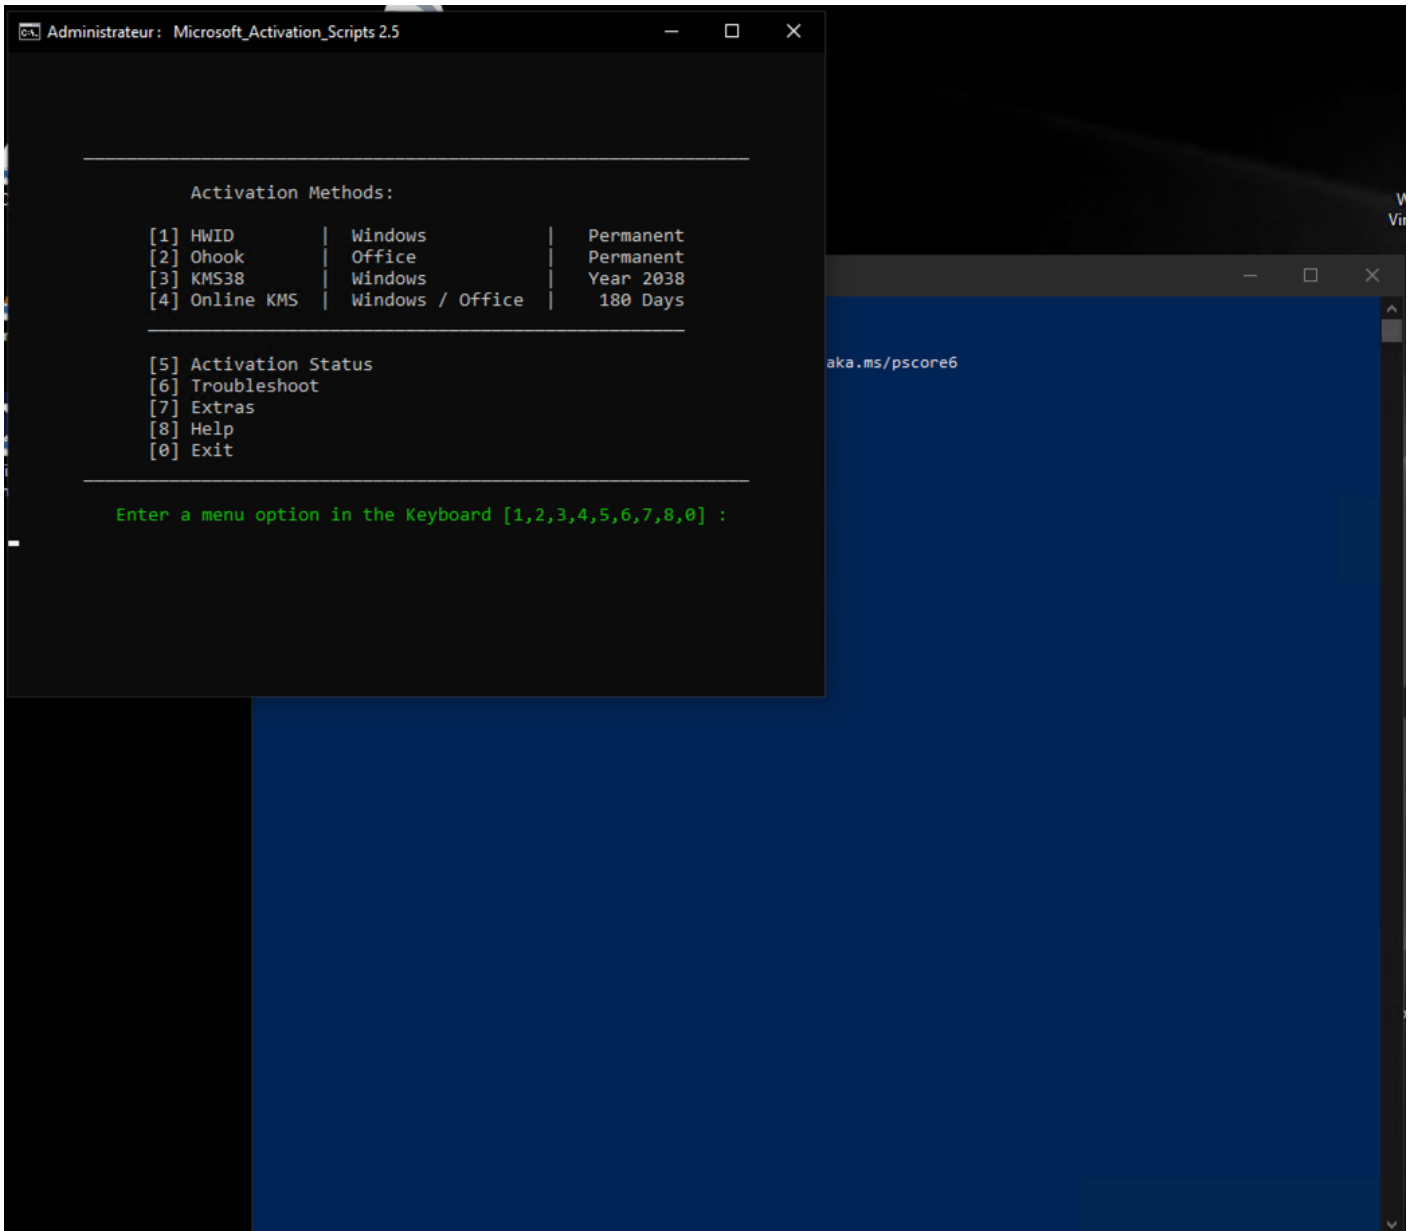 Administrateur : Microsoft_Activation_Scripts 2.5
Activation Methods:
[1] HWID | Windows | Permanent
[2] Ohook | Office | Permanent
[3] KMS38 | Windows | Year 2038
[4] Online KMS | Windows / Office | 180 Days
[5] Activation Status
[6] Troubleshoot
[7] Extras
[8] Help
[0] Exit
Enter a menu option in the Keyboard [1,2,3,4,5,6,7,8,0] :
aka.ms/pscore6